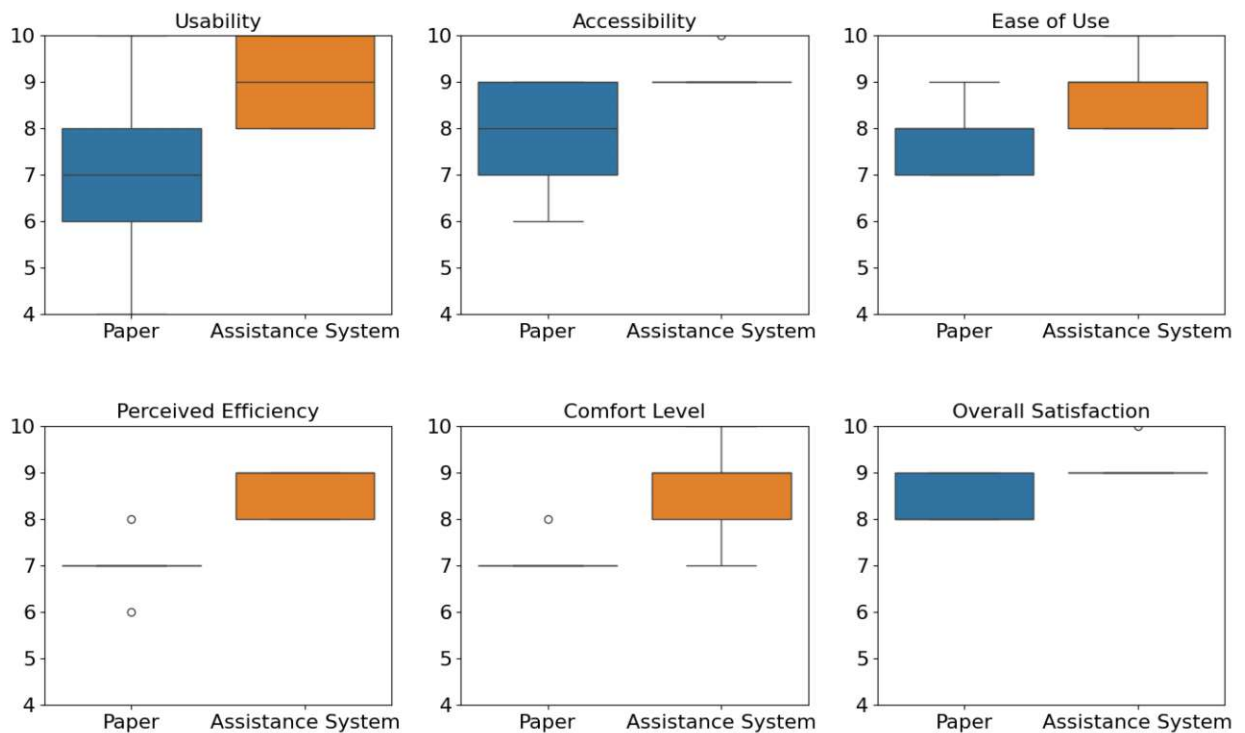 Usability
10
9
8
7
6
5
4
Paper
Assistance System
Accessibility
10
9
8
7
6
5
4
Paper
Assistance System
Ease of Use
10
9
8
7
6
5
4
Paper
Assistance System
Perceived Efficiency
10
9
8
7
6
5
4
Paper
Assistance System
Comfort Level
10
9
8
7
6
5
4
Paper
Assistance System
Overall Satisfaction
10
9
8
7
6
5
4
Paper
Assistance System